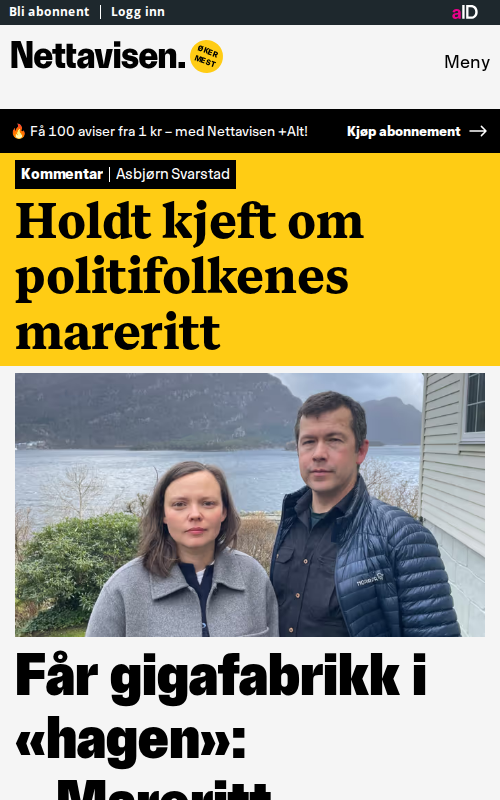 Bli abonnent | Logg inn
aID
Nettavisen.
ØKER
MEST
Meny
Få 100 aviser fra 1 kr – med Nettavisen +Alt!
Kjøp abonnement →
Kommentar | Asbjørn Svarstad
Holdt kjeft om
politifolkenes
mareritt
Får gigafabrikk i
«hagen»:
– Mareritt